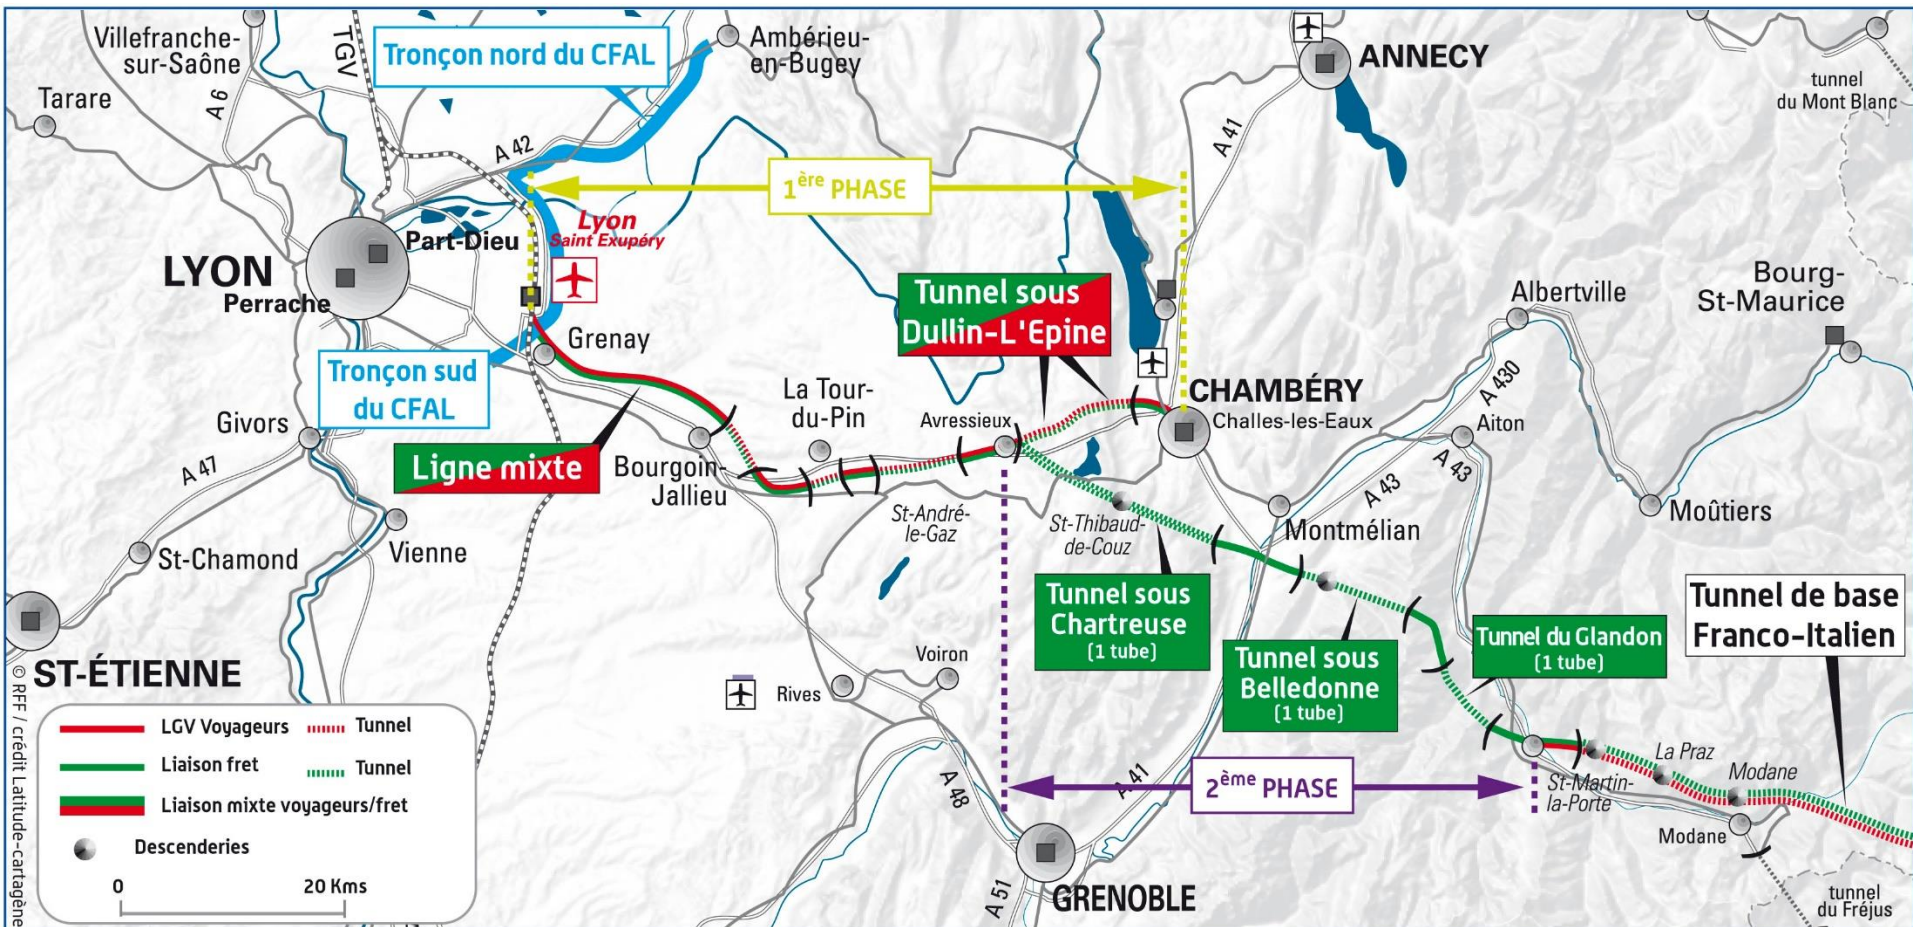 Villefranche-
sur-Saône
TGV
Tronçon nord du CFAL
Ambérieu-
en-Bugey
ANNECY
tunnel
du Mont Blanc
Tarare
A 6
A 42
A 41
1ère PHASE
Lyon
Saint Exupéry
Part-Dieu
LYON
Perrache
Tunnel sous
Dullin-L'Epine
Albertville
Bourg-
St-Maurice
Grenay
Tronçon sud
du CFAL
La Tour-
du-Pin
Avressieux
CHAMBÉRY
Challes-les-Eaux
A 430
Aiton
Givors
A 47
Ligne mixte
Bourgoin-
Jallieu
A 43
A 43
St-André-
le-Gaz
St-Thibaud-
de-Couz
Montmélian
Moûtiers
St-Chamond
Vienne
Tunnel sous
Chartreuse
(1 tube)
Tunnel sous
Belledonne
(1 tube)
Tunnel du Glandon
(1 tube)
Tunnel de base
Franco-Italien
ST-ÉTIENNE
Voiron
Rives
A 48
A 41
2ème PHASE
St-Martin-
la-Porte
La Praz
Modane
Modane
A 51
GRENOBLE
tunnel
du Fréjus
LGV Voyageurs
Tunnel
Liaison fret
Tunnel
Liaison mixte voyageurs/fret
Descenderies
0 20 Kms
© RFF / crédit Latitude-cartagène